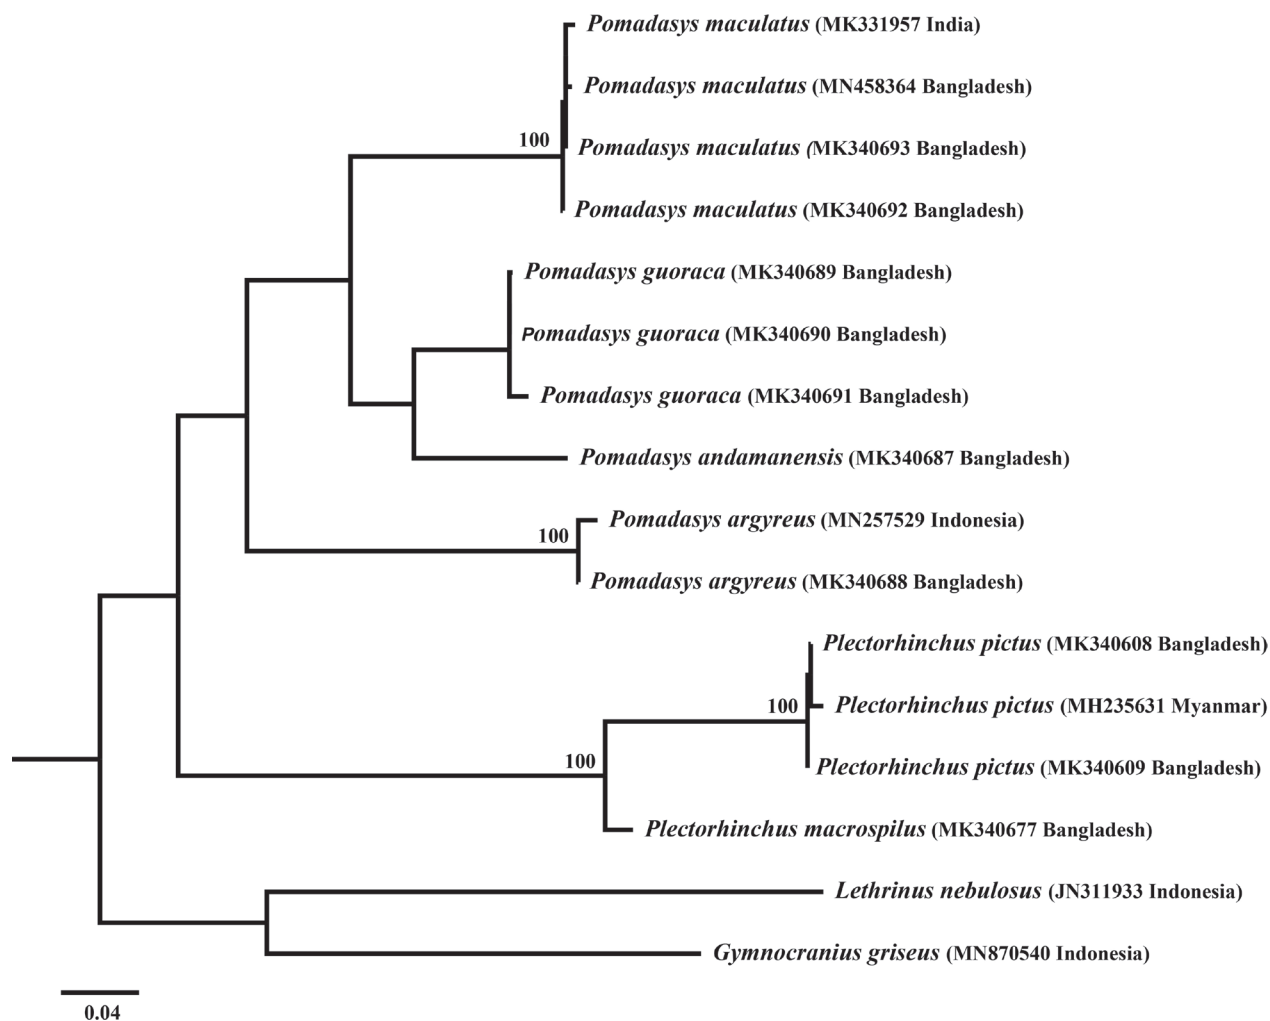 Pomadasys maculatus (MK331957 India)
Pomadasys maculatus (MN458364 Bangladesh)
100
Pomadasys maculatus (MK340693 Bangladesh)
Pomadasys maculatus (MK340692 Bangladesh)
Pomadasys guoraca (MK340689 Bangladesh)
Pomadasys guoraca (MK340690 Bangladesh)
Pomadasys guoraca (MK340691 Bangladesh)
Pomadasys andamanensis (MK340687 Bangladesh)
Pomadasys argyreus (MN257529 Indonesia)
100
Pomadasys argyreus (MK340688 Bangladesh)
Plectorhinchus pictus (MK340608 Bangladesh)
100
Plectorhinchus pictus (MH235631 Myanmar)
100
Plectorhinchus pictus (MK340609 Bangladesh)
Plectorhinchus macrospilus (MK340677 Bangladesh)
Lethrinus nebulosus (JN311933 Indonesia)
Gymnocranius griseus (MN870540 Indonesia)
0.04